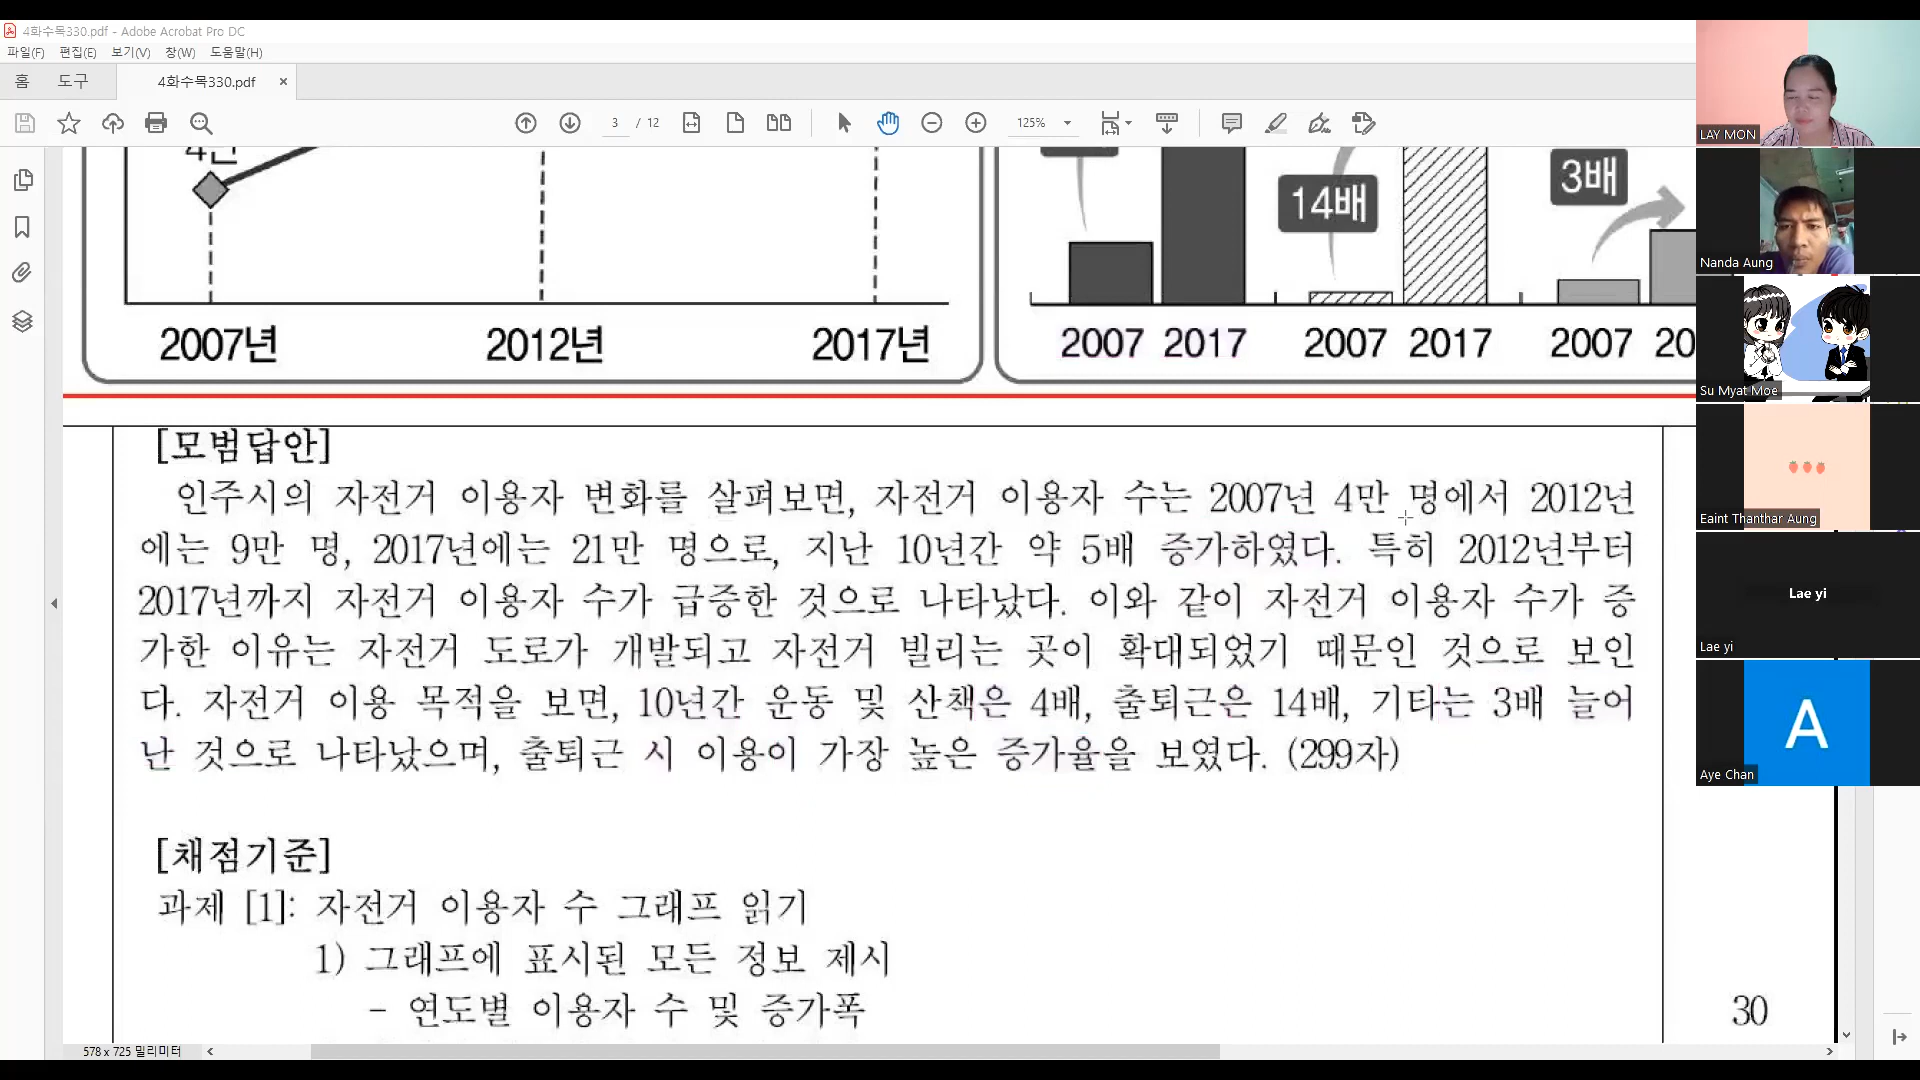 4화수목330.pdf - Adobe Acrobat Pro DC
파일(F) 편집(E) 보기(V) 창(W) 도움말(H)
홈 도구 4화수목330.pdf ×
3 / 12 125%
4만
14배 3배
2007년 2012년 2017년
2007 2017 2007 2017 2007 20
[모범답안]
인주시의 자전거 이용자 변화를 살펴보면, 자전거 이용자 수는 2007년 4만 명에서 2012년
에는 9만 명, 2017년에는 21만 명으로, 지난 10년간 약 5배 증가하였다. 특히 2012년부터
2017년까지 자전거 이용자 수가 급증한 것으로 나타났다. 이와 같이 자전거 이용자 수가 증
가한 이유는 자전거 도로가 개발되고 자전거 빌리는 곳이 확대되었기 때문인 것으로 보인
다. 자전거 이용 목적을 보면, 10년간 운동 및 산책은 4배, 출퇴근은 14배, 기타는 3배 늘어
난 것으로 나타났으며, 출퇴근 시 이용이 가장 높은 증가율을 보였다. (299자)
[채점기준]
과제 [1]: 자전거 이용자 수 그래프 읽기
1) 그래프에 표시된 모든 정보 제시
- 연도별 이용자 수 및 증가폭
30
578 x 725 밀리미터
LAY MON
Nanda Aung
Su Myat Moe
Eaint Thanthar Aung
Lae yi
Lae yi
A
Aye Chan